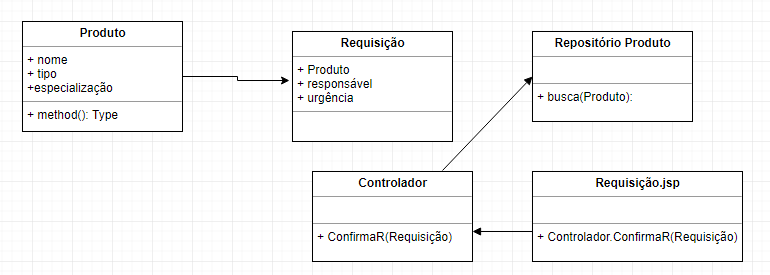 Produto
+ nome
+ tipo
+especialização
+ method(): Type
Requisição
+ Produto
+ responsável
+ urgência
Repositório Produto
+ busca(Produto):
Controlador
+ ConfirmaR(Requisição)
Requisição.jsp
+ Controlador.ConfirmaR(Requisição)